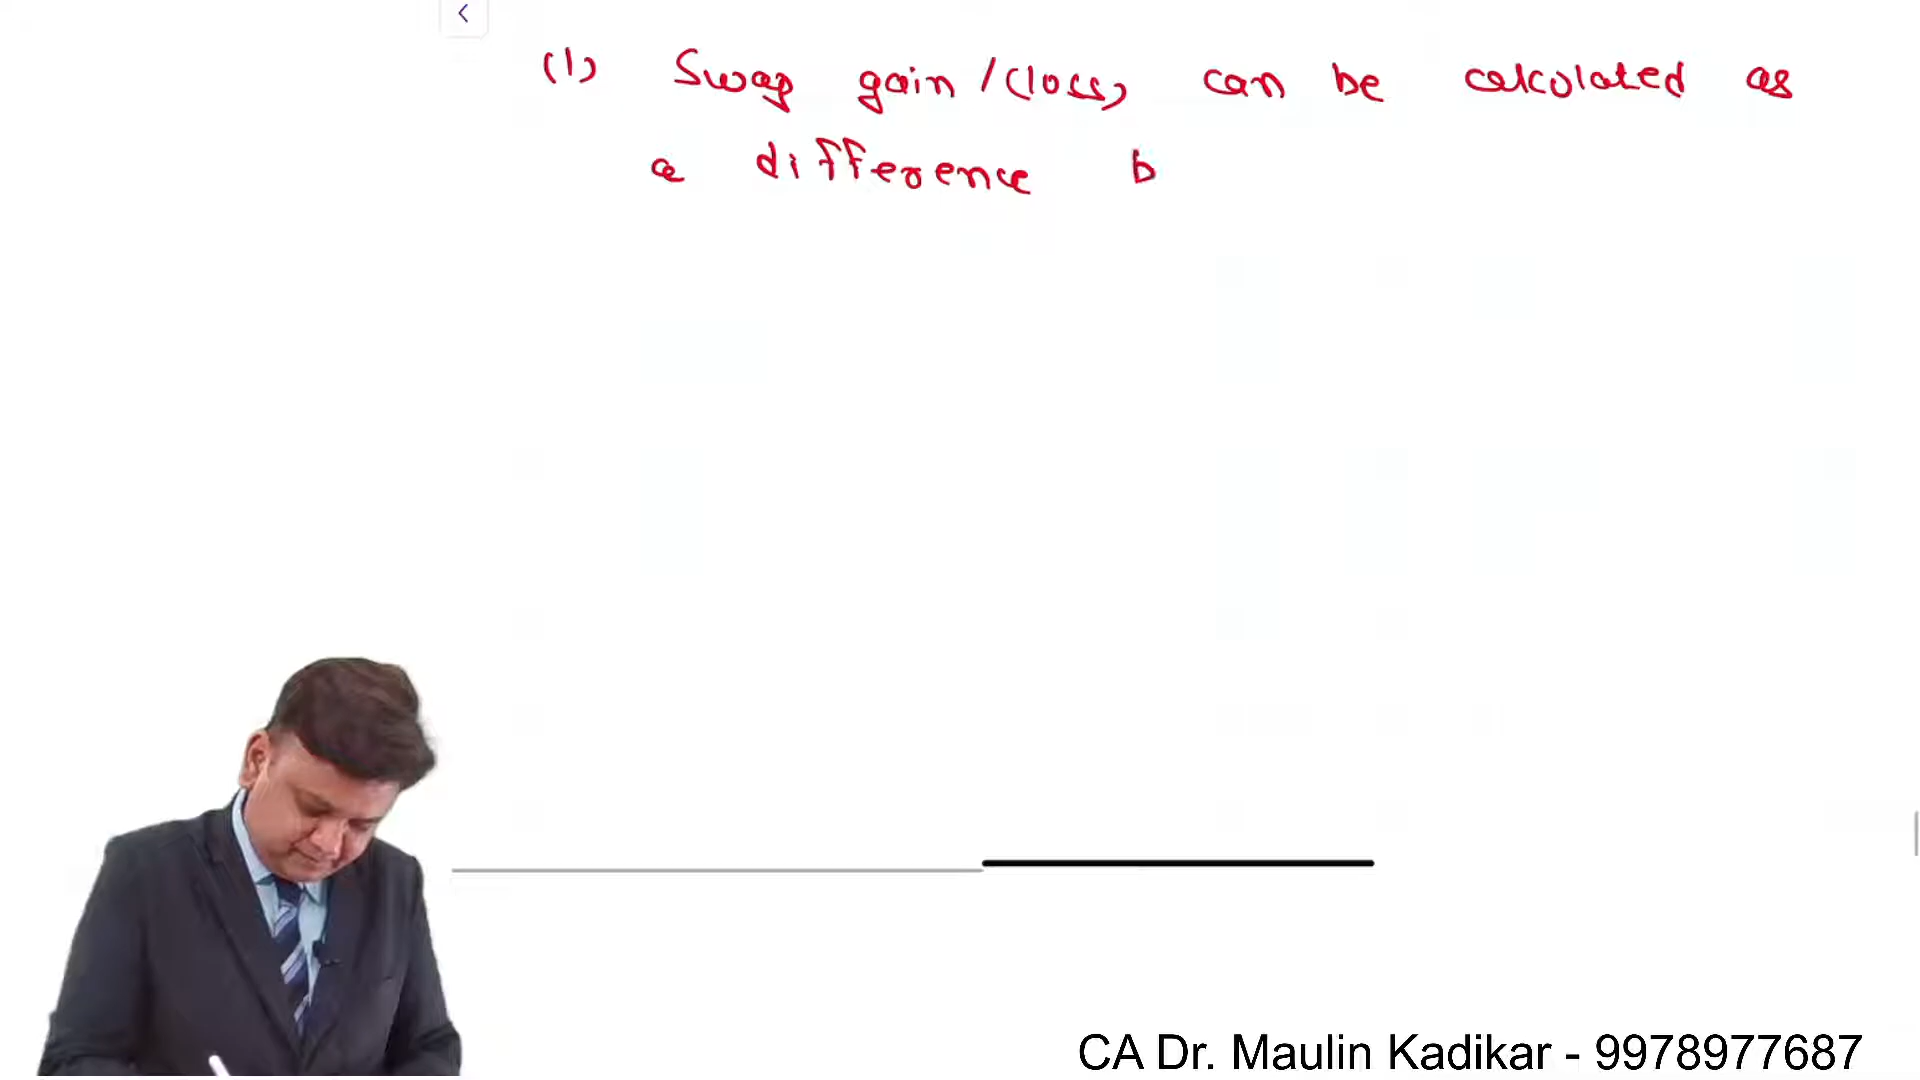 (1) Swap gain / (loss) can be calculated as
a difference b
CA Dr. Maulin Kadikar - 9978977687